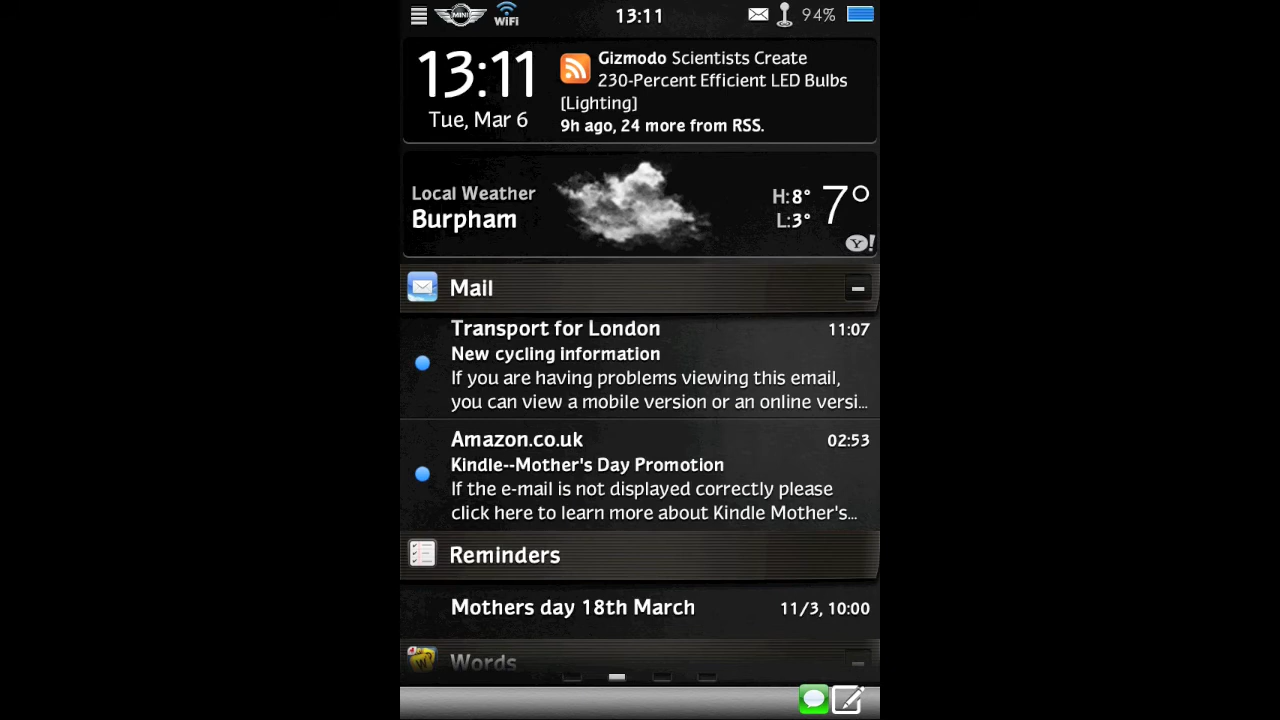 MINI
WiFi
13:11
94%
13:11
Tue, Mar 6
Gizmodo Scientists Create
230-Percent Efficient LED Bulbs
[Lighting]
9h ago, 24 more from RSS.
Local Weather
Burpham
H:8°
L:3°
7°
Y!
Mail
Transport for London 11:07
New cycling information
If you are having problems viewing this email,
you can view a mobile version or an online versi...
Amazon.co.uk 02:53
Kindle--Mother's Day Promotion
If the e-mail is not displayed correctly please
click here to learn more about Kindle Mother's...
Reminders
Mothers day 18th March 11/3, 10:00
Words